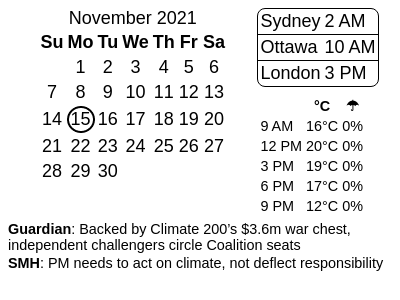 November 2021
Su Mo Tu We Th Fr Sa
1 2 3 4 5 6
7 8 9 10 11 12 13
14 15 16 17 18 19 20
21 22 23 24 25 26 27
28 29 30
Sydney 2 AM
Ottawa 10 AM
London 3 PM
°C ☂
9 AM 16°C 0%
12 PM 20°C 0%
3 PM 19°C 0%
6 PM 17°C 0%
9 PM 12°C 0%
Guardian: Backed by Climate 200’s $3.6m war chest,
independent challengers circle Coalition seats
SMH: PM needs to act on climate, not deflect responsibility